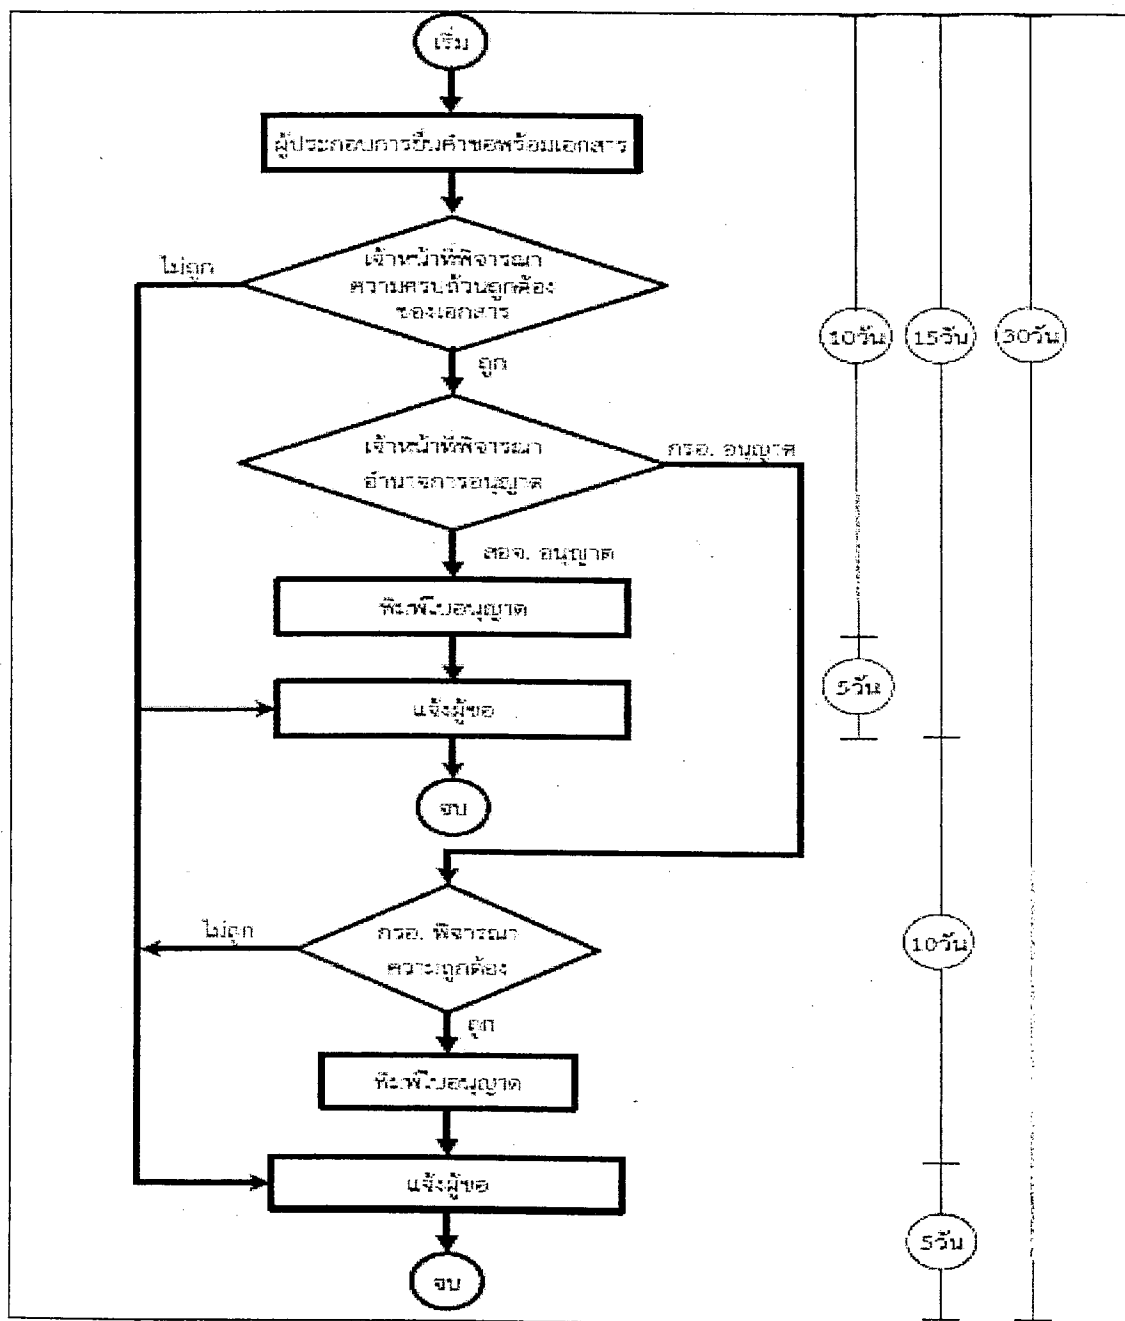 เริ่ม
ผู้ประกอบการยื่นคำขอพร้อมเอกสาร
ไม่ถูก
เจ้าหน้าที่พิจารณา
ความครบถ้วนถูกต้อง
ของเอกสาร
10วัน
15วัน
30วัน
ถูก
เจ้าหน้าที่พิจารณา
อำนาจการอนุญาต
กรอ. อนุญาต
สอจ. อนุญาต
พิมพ์ใบอนุญาต
5วัน
แจ้งผู้ขอ
จบ
ไม่ถูก
กรอ. พิจารณา
ความถูกต้อง
10วัน
ถูก
พิมพ์ใบอนุญาต
แจ้งผู้ขอ
5วัน
จบ